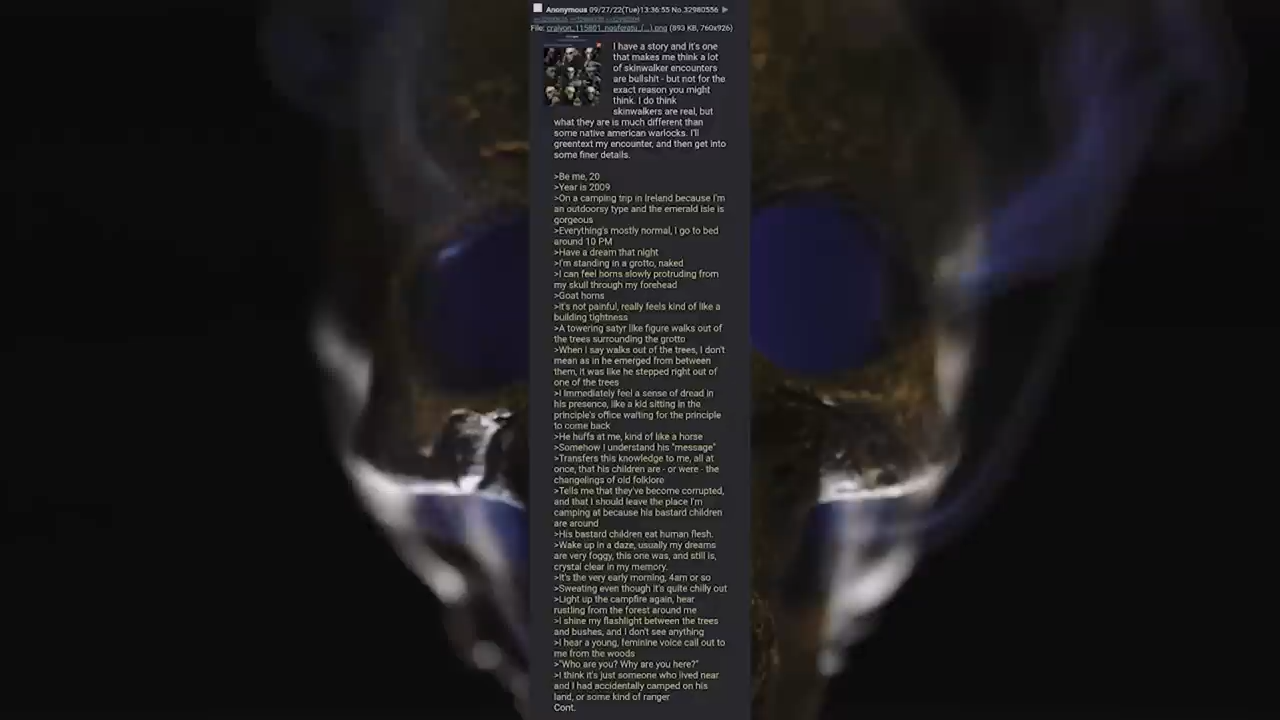 Anonymous 09/27/22(Tue)13:36:55 No.32980556
File: craiyon_115801_nosferatu_(...).png (893 KB, 760x926)
I have a story and it's one
that makes me think a lot
of skinwalker encounters
are bullshit - but not for the
exact reason you might
think. I do think
skinwalkers are real, but
what they are is much different than
some native american warlocks. I'll
greentext my encounter, and then get into
some finer details.
>Be me, 20
>Year is 2009
>On a camping trip in Ireland because I'm
an outdoorsy type and the emerald isle is
gorgeous
>Everything's mostly normal, I go to bed
around 10 PM
>Have a dream that night
>I'm standing in a grotto, naked
>I can feel horns slowly protruding from
my skull through my forehead
>Goat horns
>It's not painful, really feels kind of like a
building tightness
>A towering satyr like figure walks out of
the trees surrounding the grotto
>When I say walks out of the trees, I don't
mean as in he emerged from between
them, it was like he stepped right out of
one of the trees
>I immediately feel a sense of dread in
his presence, like a kid sitting in the
principle's office waiting for the principle
to come back
>He huffs at me, kind of like a horse
>Somehow I understand his "message"
>Transfers this knowledge to me, all at
once, that his children are - or were - the
changelings of old folklore
>Tells me that they've become corrupted,
and that I should leave the place I'm
camping at because his bastard children
are around
>His bastard children eat human flesh.
>Wake up in a daze, usually my dreams
are very foggy, this one was, and still is,
crystal clear in my memory.
>It's the very early morning, 4am or so
>Sweating even though it's quite chilly out
>Light up the campfire again, hear
rustling from the forest around me
>I shine my flashlight between the trees
and bushes, and I don't see anything
>I hear a young, feminine voice call out to
me from the woods
>"Who are you? Why are you here?"
>I think it's just someone who lived near
and I had accidentally camped on his
land, or some kind of ranger
Cont.